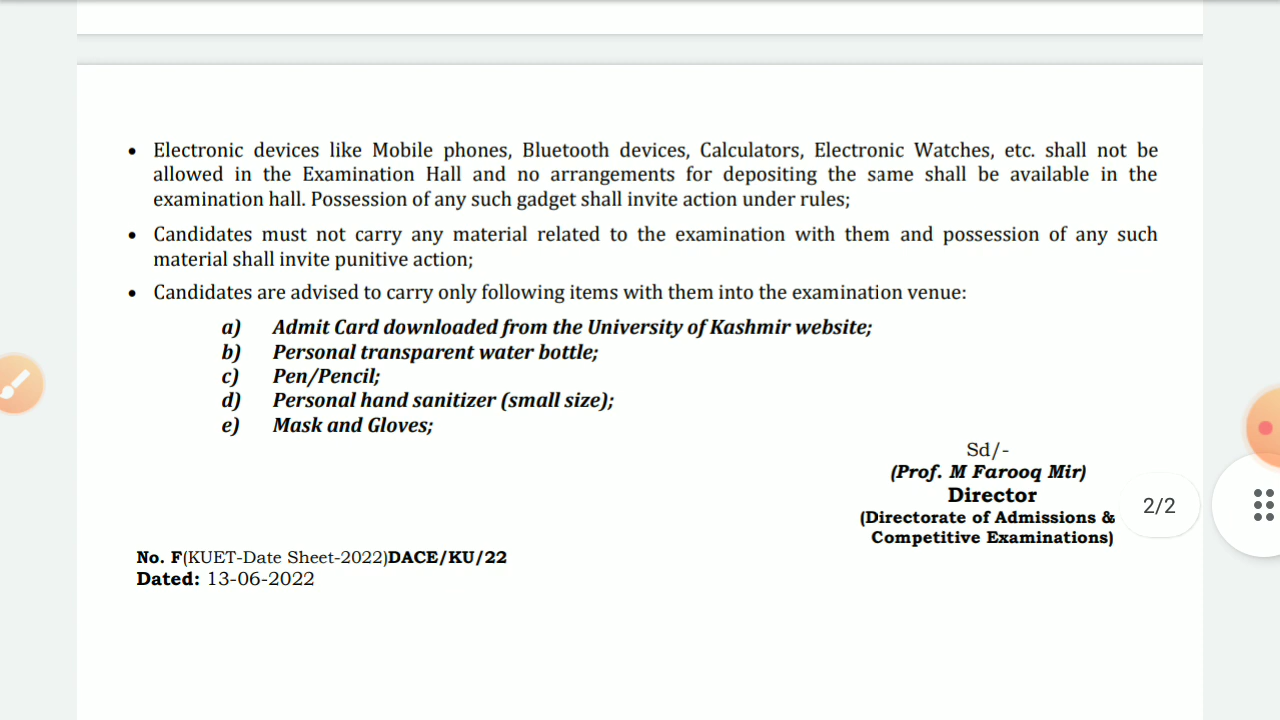 • Electronic devices like Mobile phones, Bluetooth devices, Calculators, Electronic Watches, etc. shall not be
allowed in the Examination Hall and no arrangements for depositing the same shall be available in the
examination hall. Possession of any such gadget shall invite action under rules;
• Candidates must not carry any material related to the examination with them and possession of any such
material shall invite punitive action;
• Candidates are advised to carry only following items with them into the examination venue:
a) Admit Card downloaded from the University of Kashmir website;
b) Personal transparent water bottle;
c) Pen/Pencil;
d) Personal hand sanitizer (small size);
e) Mask and Gloves;
Sd/-
(Prof. M Farooq Mir)
Director
(Directorate of Admissions &
Competitive Examinations)
2/2
No. F(KUET-Date Sheet-2022)DACE/KU/22
Dated: 13-06-2022